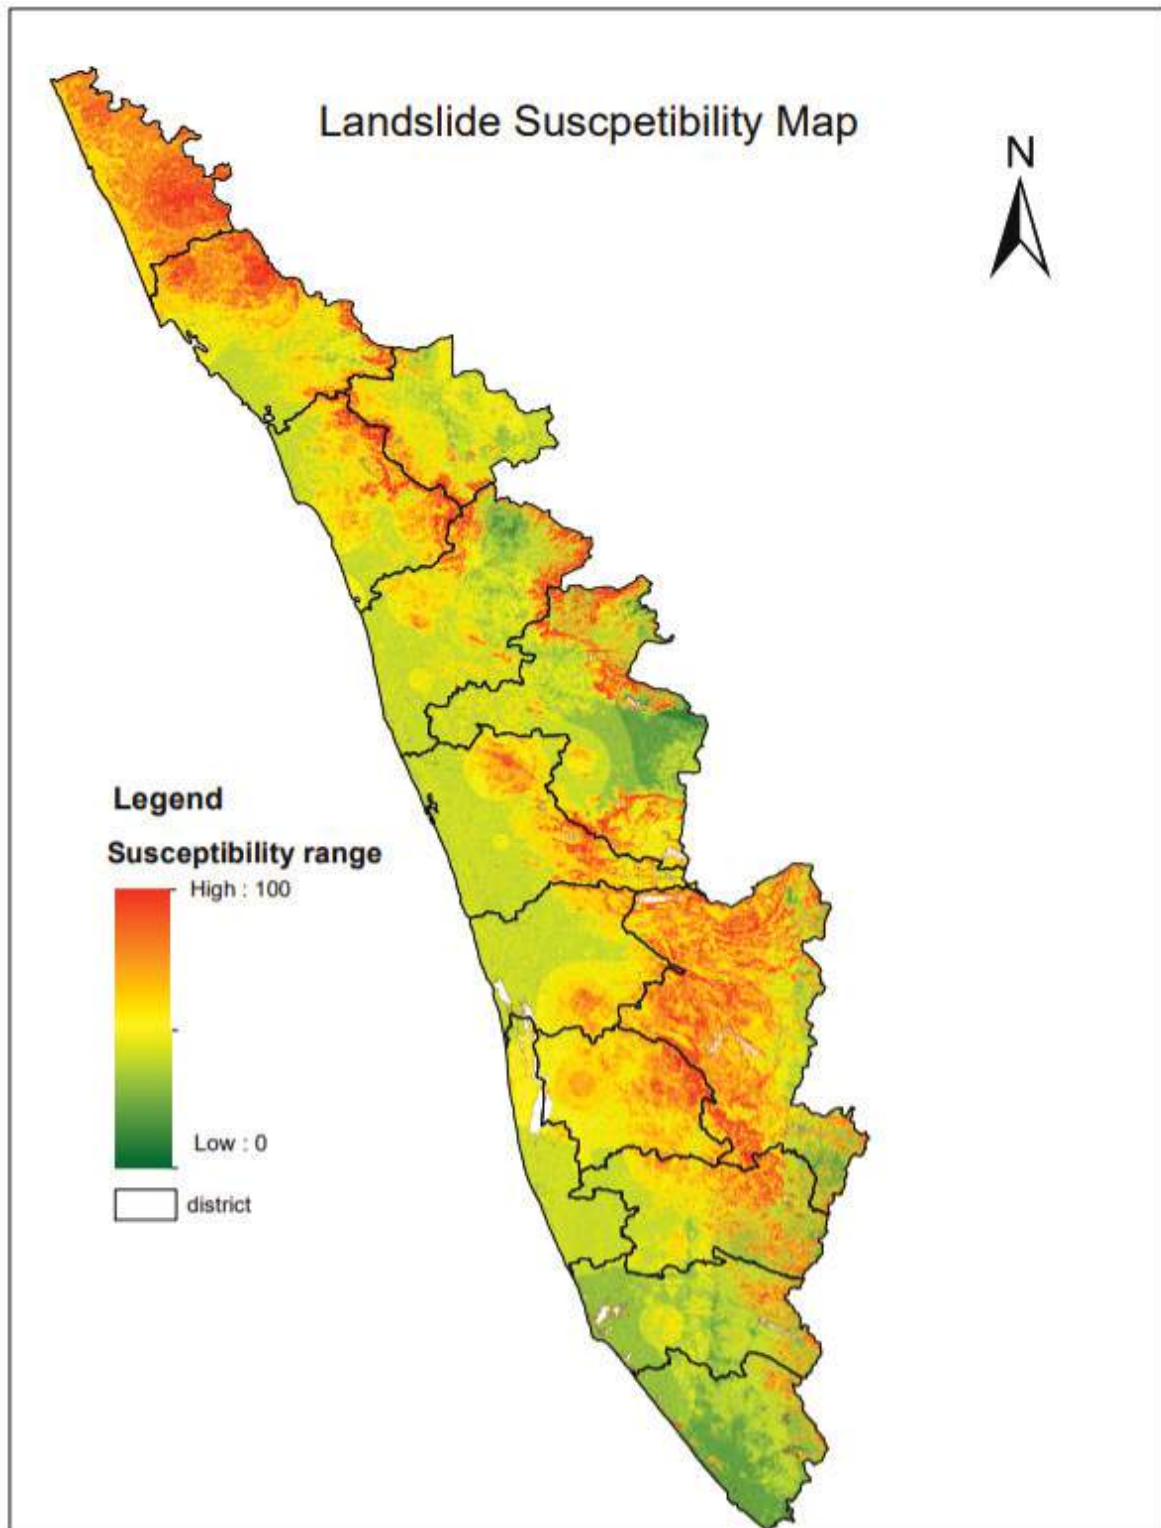 Landslide Suscpetibility Map
N
Legend
Susceptibility range
High : 100
Low : 0
district